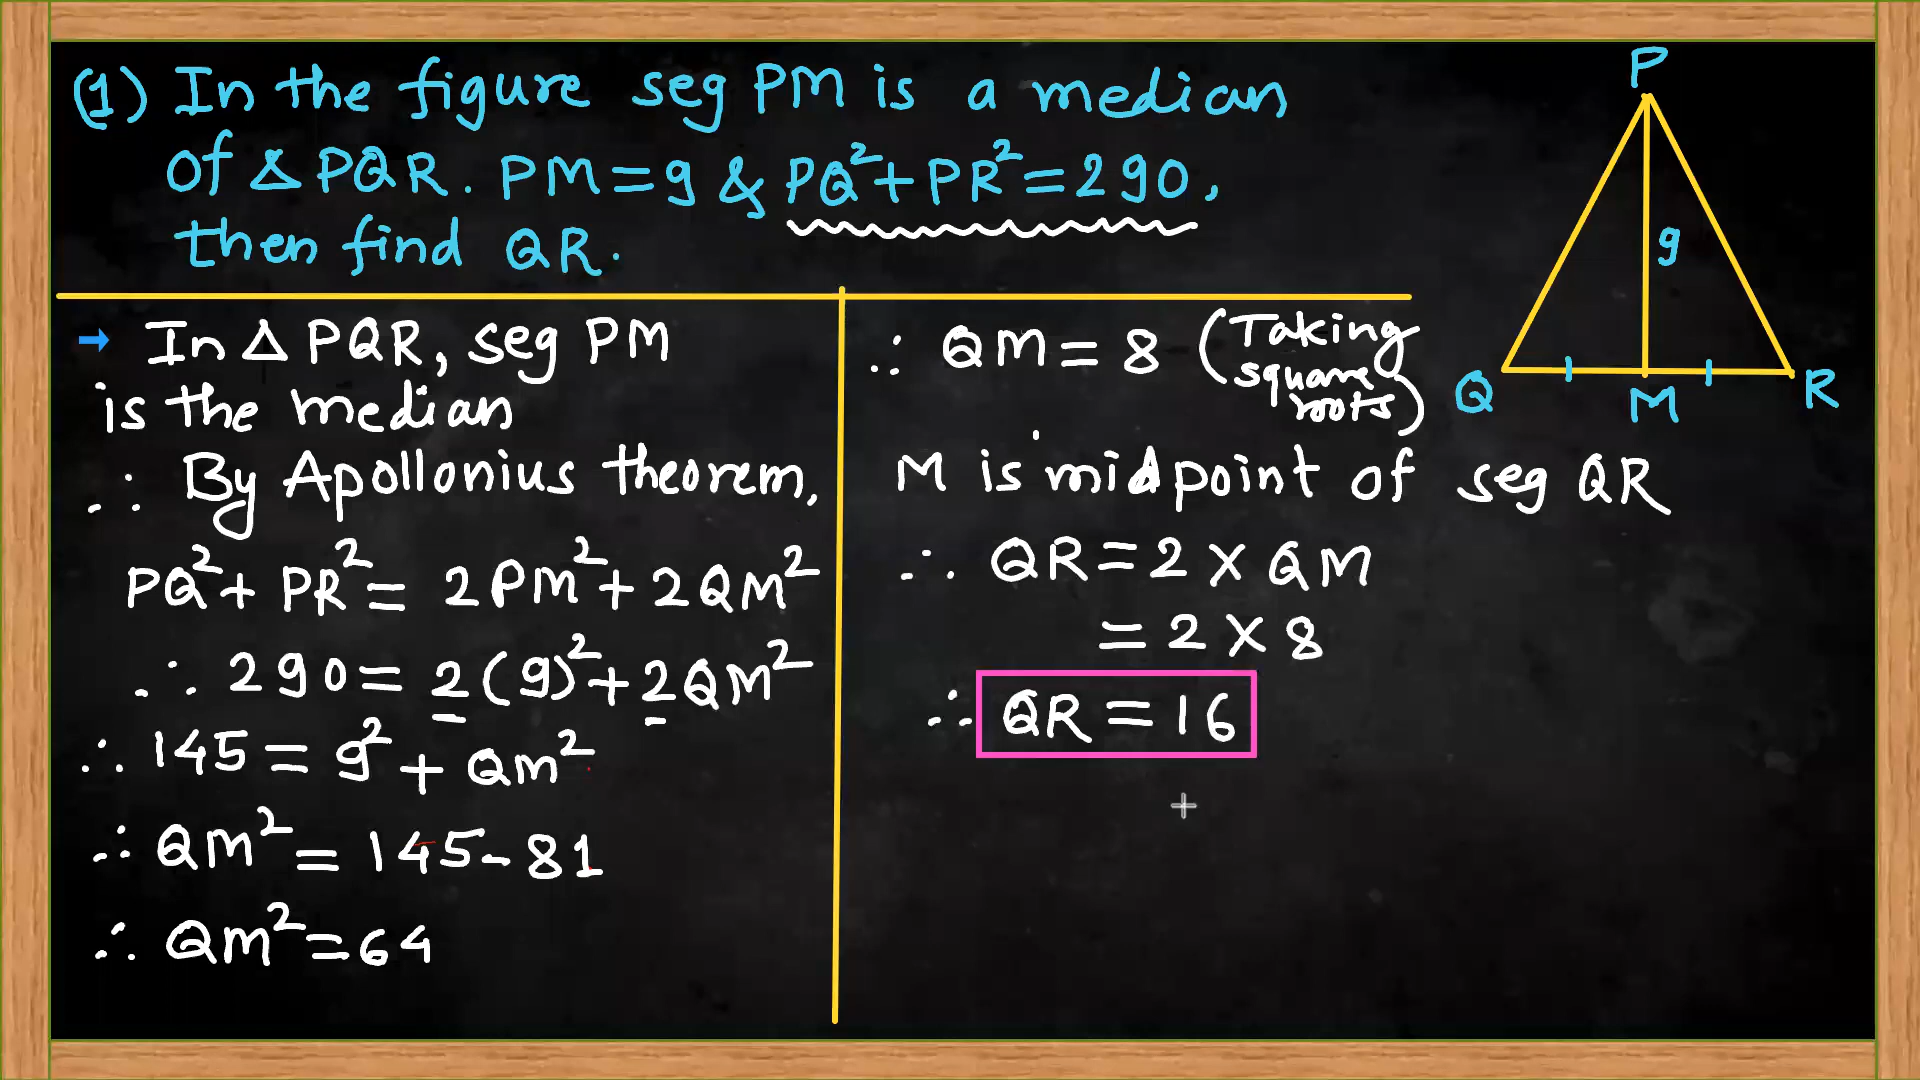 (1) In the figure seg PM is a median
of △ PQR. PM = 9 & PQ² + PR² = 290,
then find QR.
P
9
Q
M
R
→ In △ PQR, seg PM
is the median
∴ By Apollonius theorem,
PQ² + PR² = 2PM² + 2QM²
∴ 290 = 2(9)² + 2QM²
∴ 145 = 9² + QM²
∴ QM² = 145 - 81
∴ QM² = 64
∴ QM = 8 (Taking
square
roots)
M is midpoint of seg QR
∴ QR = 2 × QM
= 2 × 8
∴ QR = 16